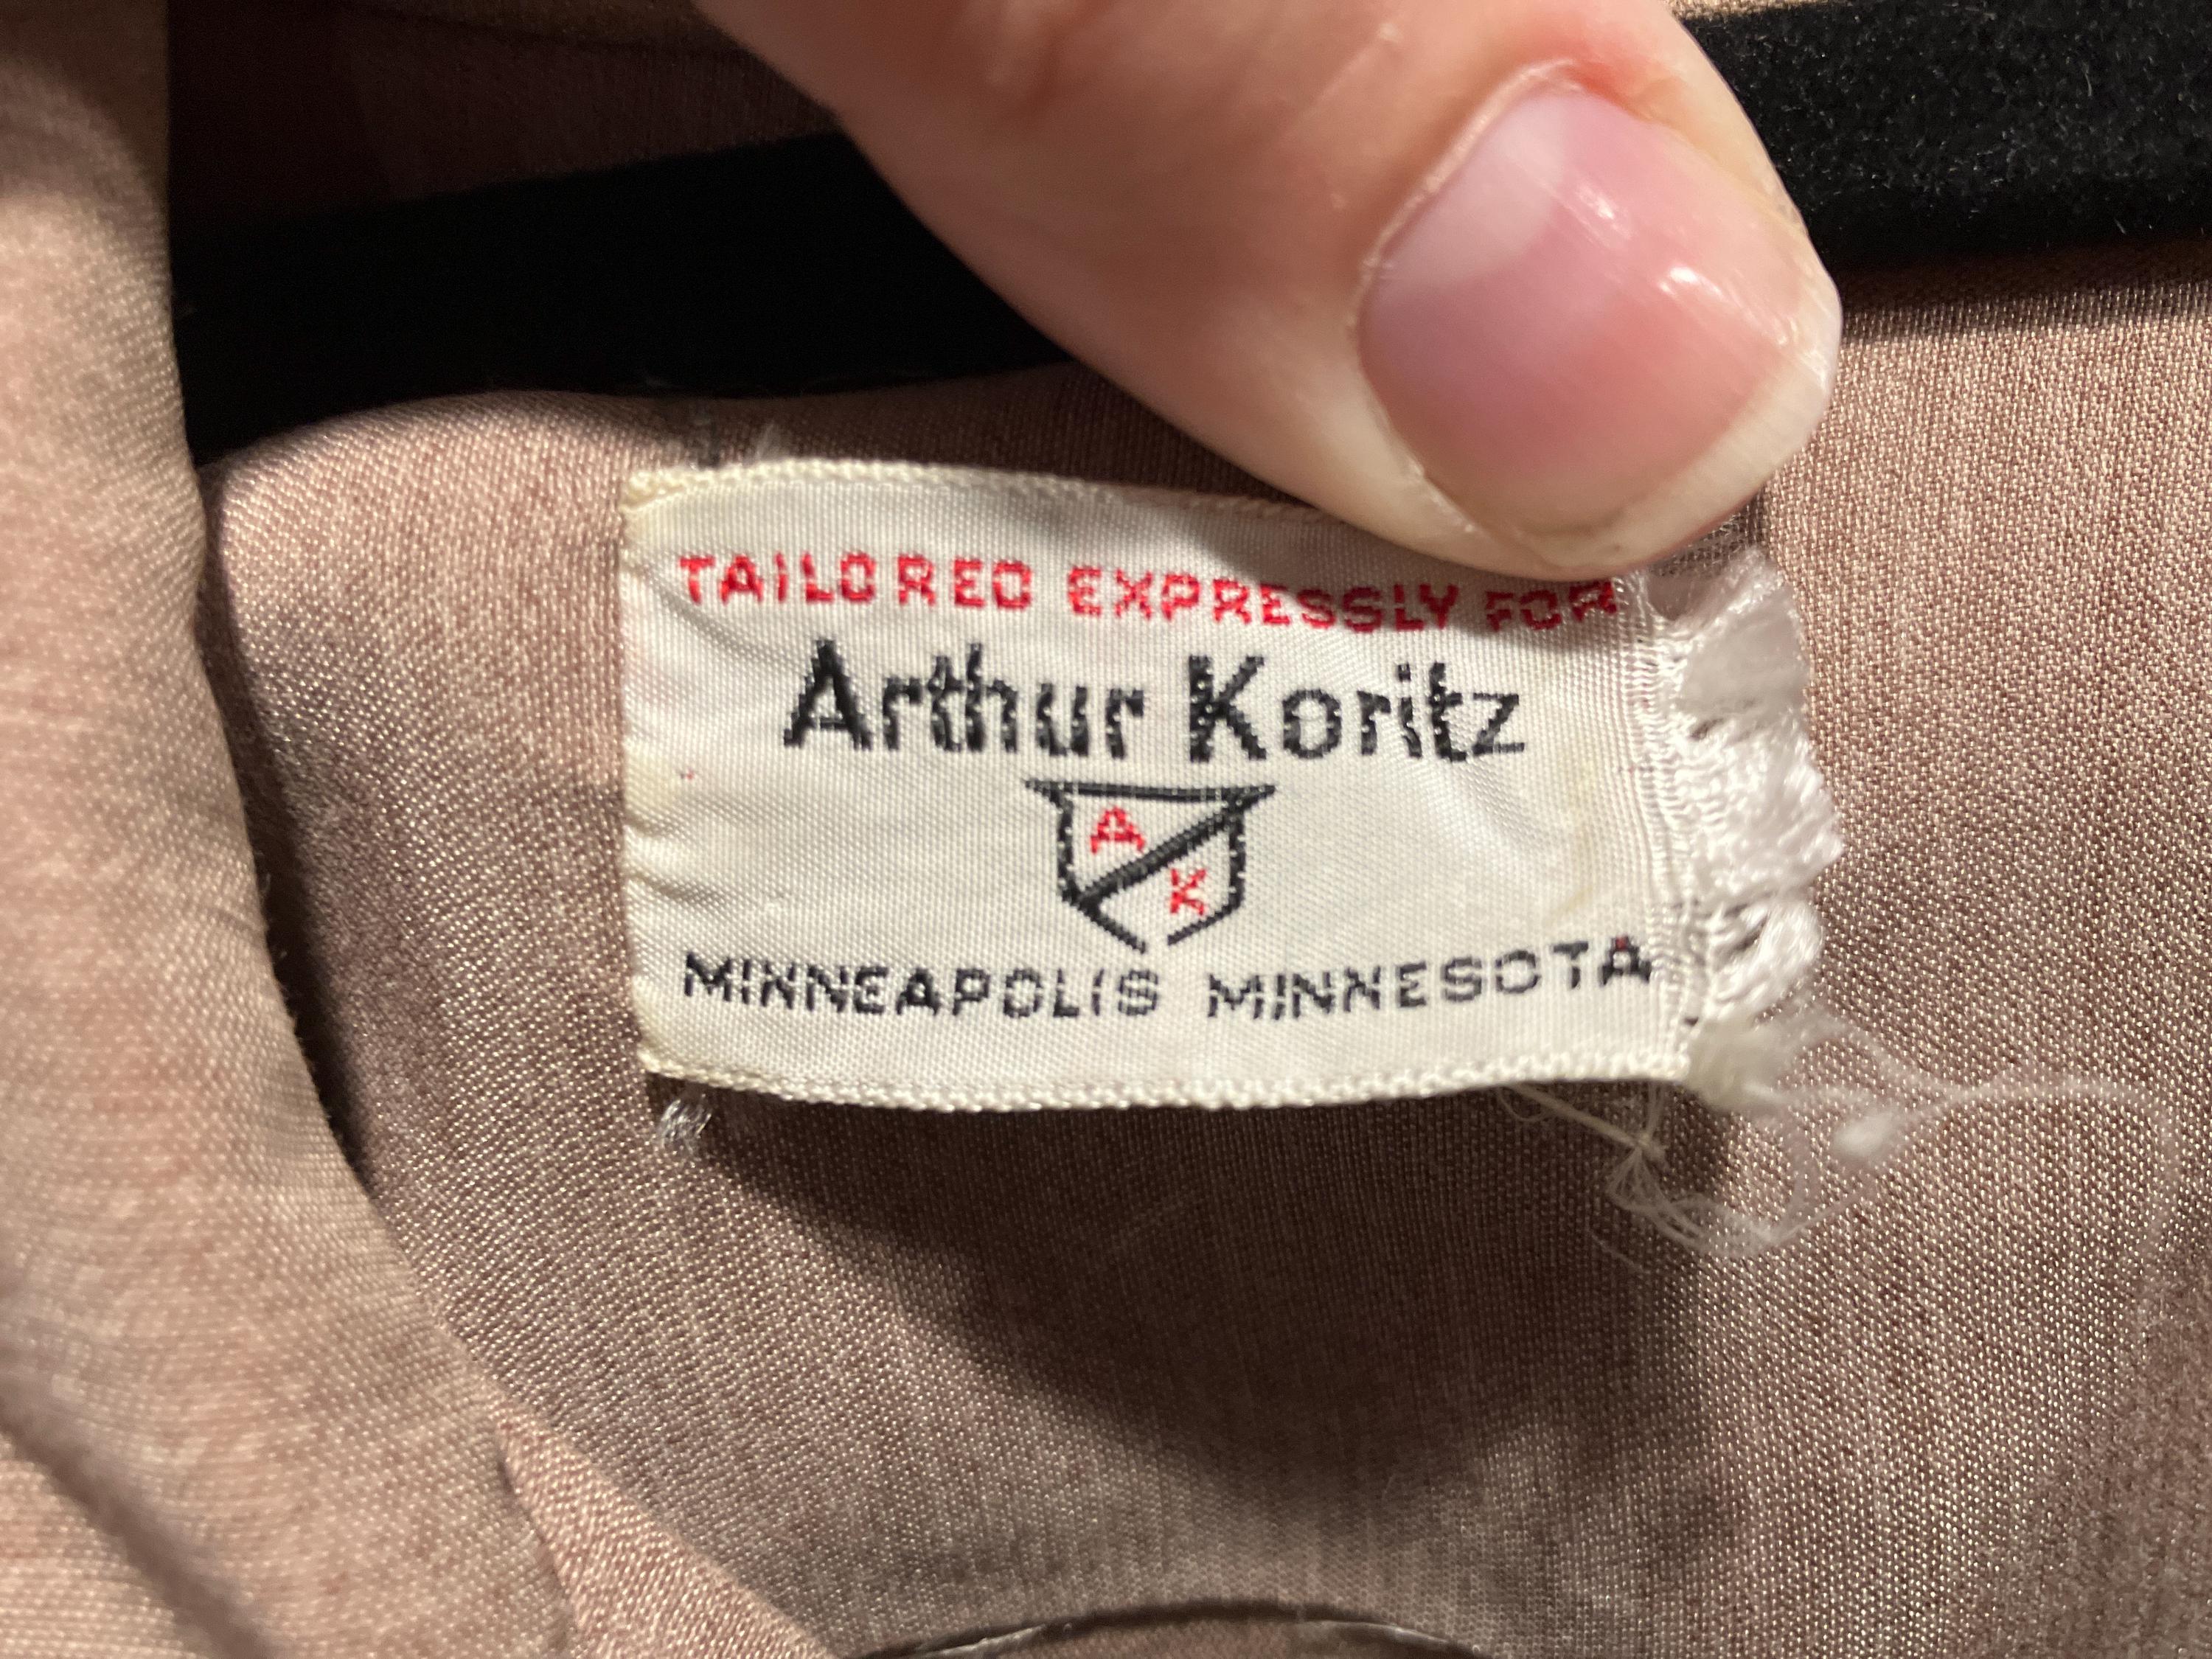 TAILORED EXPRESSLY FOR
Arthur Koritz
A
K
MINNEAPOLIS MINNESOTA